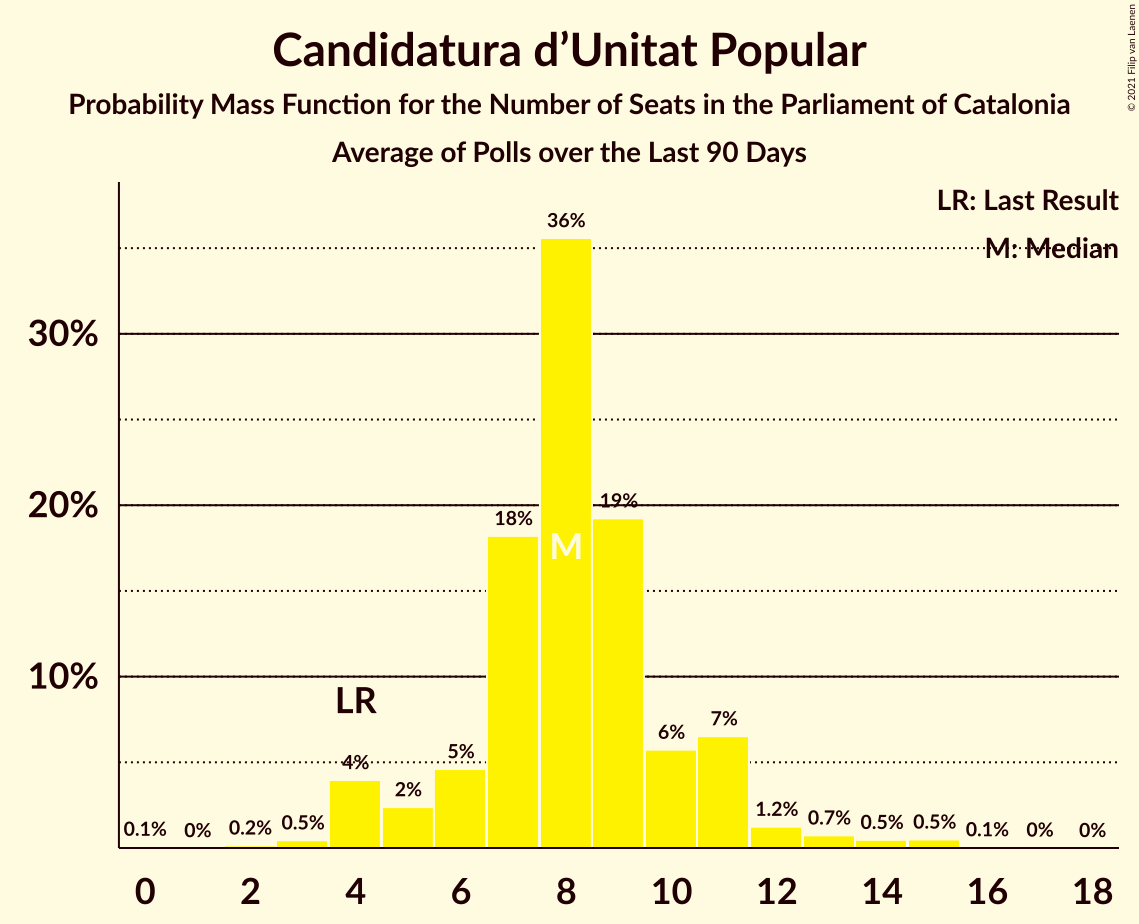 Candidatura d’Unitat Popular
Probability Mass Function for the Number of Seats in the Parliament of Catalonia
Average of Polls over the Last 90 Days
© 2021 Filip van Laenen
LR: Last Result
M: Median
36%
30%
20%
19%
18%
M
10%
LR
7%
6%
5%
4%
2%
0.1%
0%
0.2%
0.5%
1.2%
0.7%
0.5%
0.5%
0.1%
0%
0%
0 2 4 6 8 10 12 14 16 18